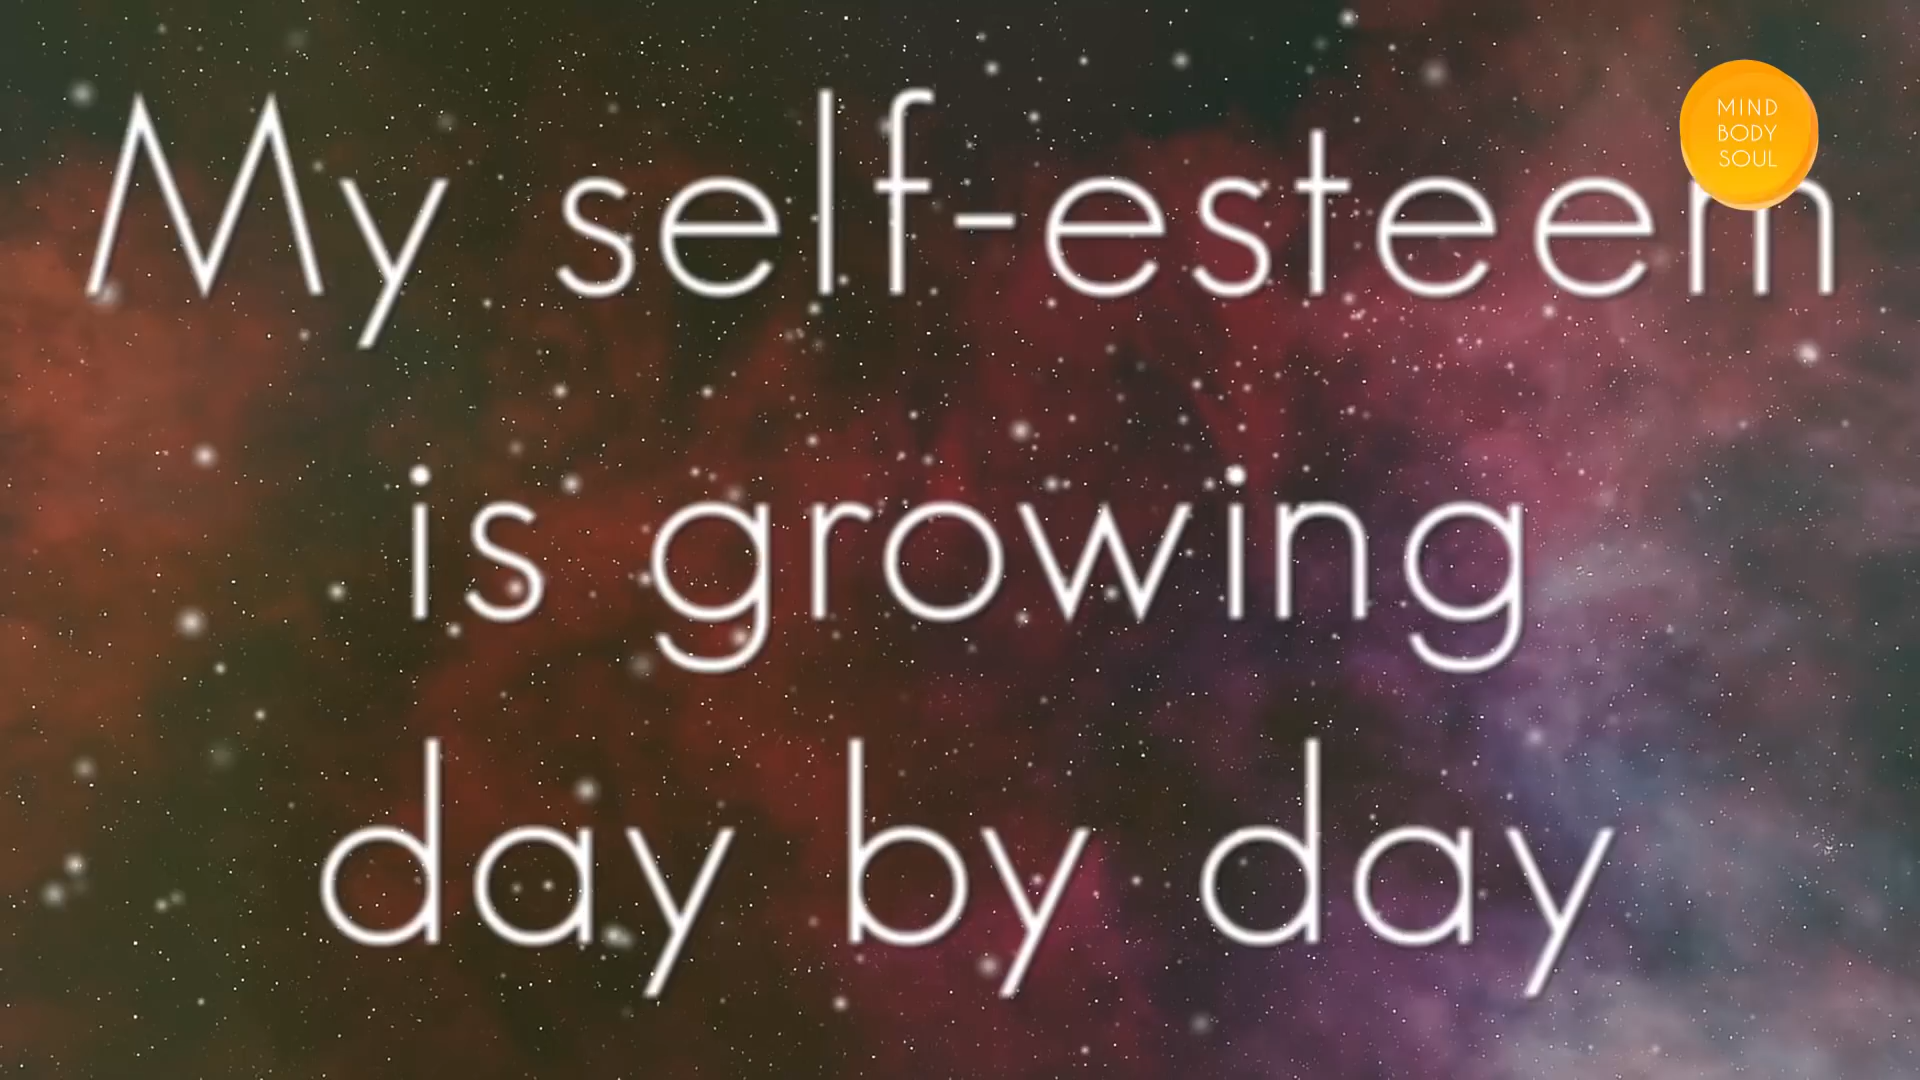 My self-esteem
is growing
day by day
MIND
BODY
SOUL